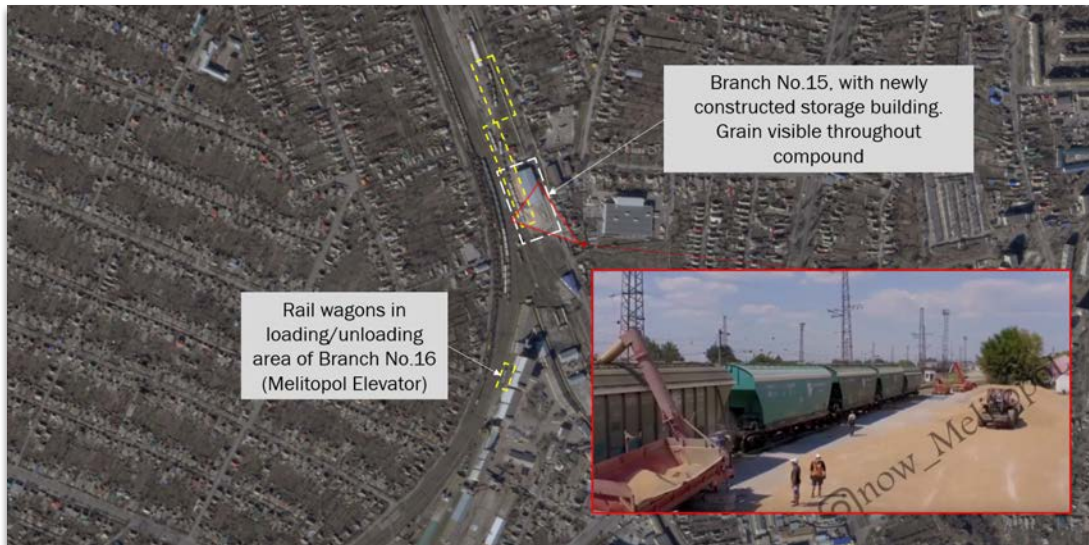 Branch No.15, with newly
constructed storage building.
Grain visible throughout
compound
Rail wagons in
loading/unloading
area of Branch No.16
(Melitopol Elevator)
now_Melitopo